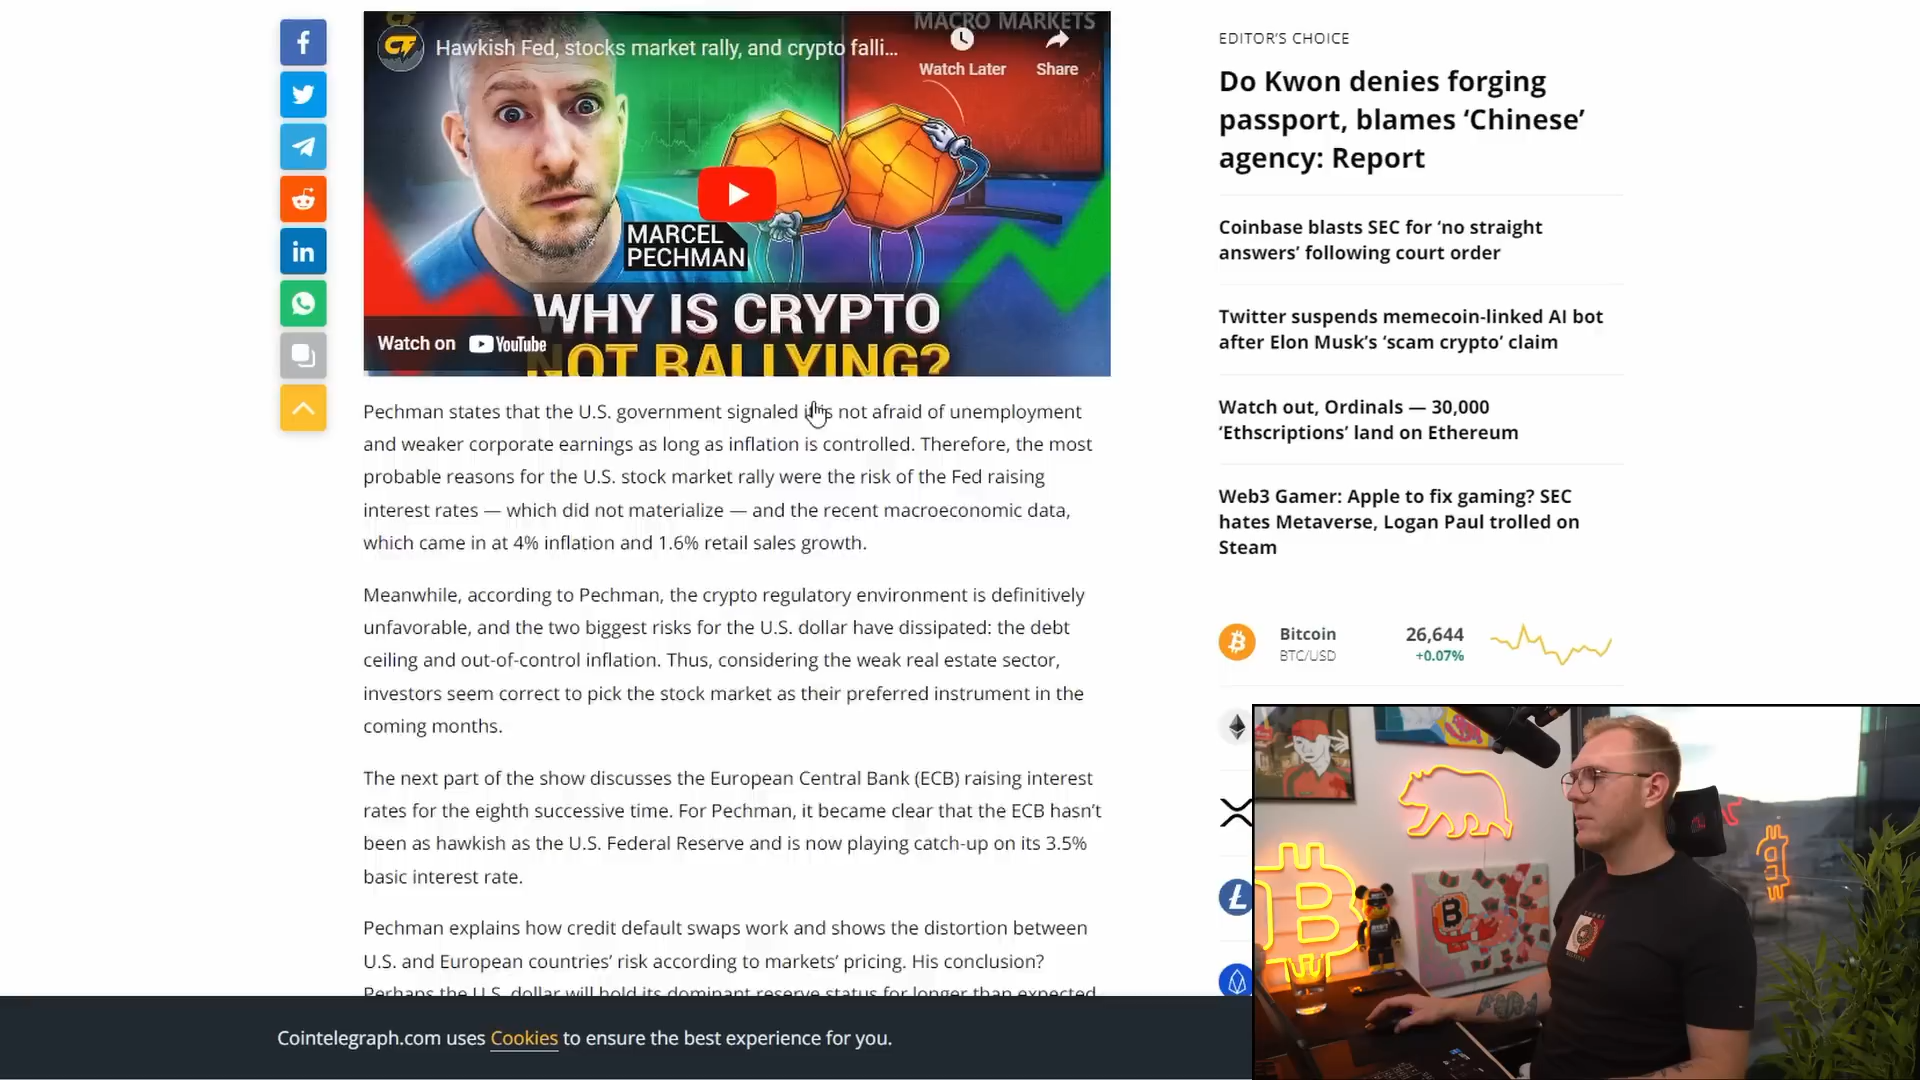 MACRO MARKETS
Hawkish Fed, stocks market rally, and crypto falli...
Watch Later
Share
MARCEL
PECHMAN
WHY IS CRYPTO
NOT RALLYING?
Watch on YouTube
Pechman states that the U.S. government signaled it's not afraid of unemployment
and weaker corporate earnings as long as inflation is controlled. Therefore, the most
probable reasons for the U.S. stock market rally were the risk of the Fed raising
interest rates — which did not materialize — and the recent macroeconomic data,
which came in at 4% inflation and 1.6% retail sales growth.
Meanwhile, according to Pechman, the crypto regulatory environment is definitively
unfavorable, and the two biggest risks for the U.S. dollar have dissipated: the debt
ceiling and out-of-control inflation. Thus, considering the weak real estate sector,
investors seem correct to pick the stock market as their preferred instrument in the
coming months.
The next part of the show discusses the European Central Bank (ECB) raising interest
rates for the eighth successive time. For Pechman, it became clear that the ECB hasn't
been as hawkish as the U.S. Federal Reserve and is now playing catch-up on its 3.5%
basic interest rate.
Pechman explains how credit default swaps work and shows the distortion between
U.S. and European countries' risk according to markets' pricing. His conclusion?
Perhaps the U.S. dollar will hold its dominant reserve status for longer than expected
EDITOR'S CHOICE
Do Kwon denies forging
passport, blames 'Chinese'
agency: Report
Coinbase blasts SEC for 'no straight
answers' following court order
Twitter suspends memecoin-linked AI bot
after Elon Musk's 'scam crypto' claim
Watch out, Ordinals — 30,000
'Ethscriptions' land on Ethereum
Web3 Gamer: Apple to fix gaming? SEC
hates Metaverse, Logan Paul trolled on
Steam
Bitcoin
26,644
BTC/USD
+0.07%
Cointelegraph.com uses Cookies to ensure the best experience for you.